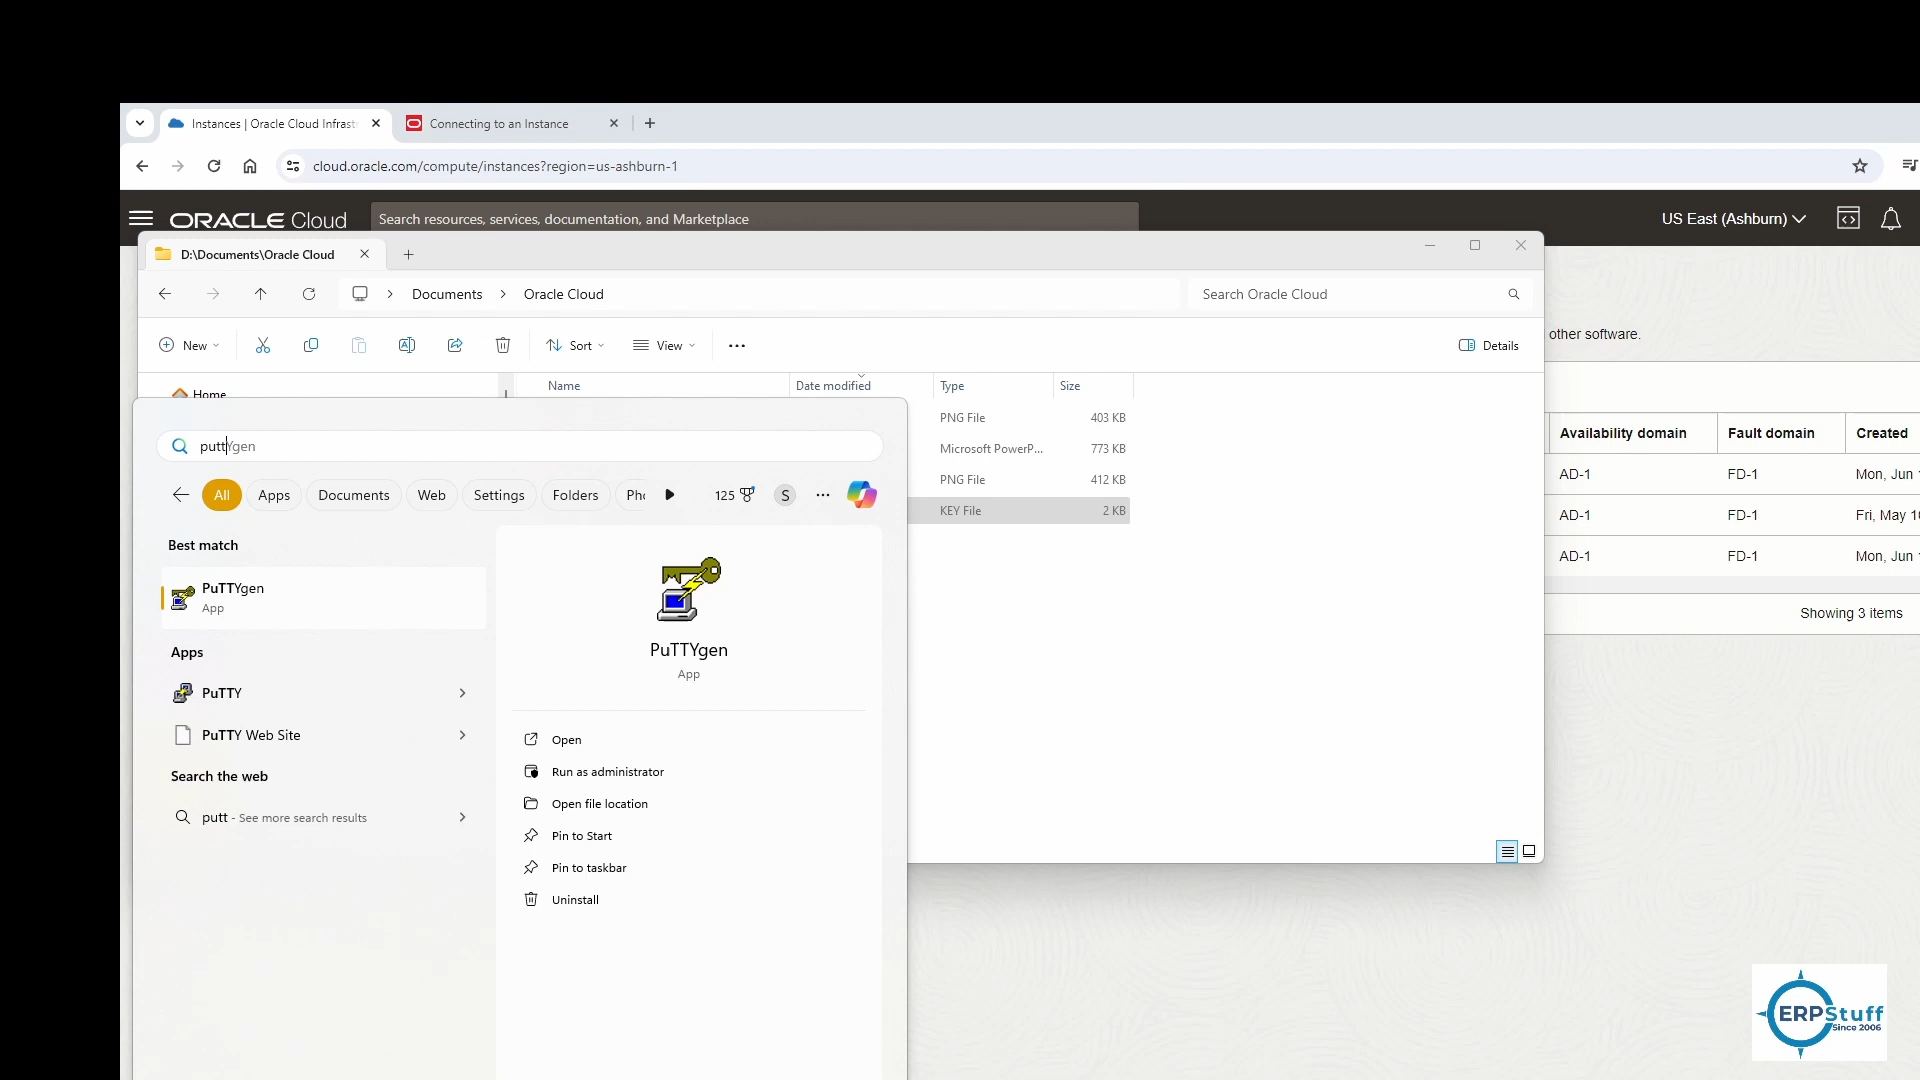 Instances | Oracle Cloud Infrast
Connecting to an Instance
cloud.oracle.com/compute/instances?region=us-ashburn-1
ORACLE Cloud
Search resources, services, documentation, and Marketplace
US East (Ashburn)
D:\Documents\Oracle Cloud
Documents
Oracle Cloud
Search Oracle Cloud
New
Sort
View
Details
other software.
Home
Name
Date modified
Type
Size
PNG File
403 KB
Microsoft PowerP...
773 KB
PNG File
412 KB
KEY File
2 KB
puttYgen
All
Apps
Documents
Web
Settings
Folders
Pho
125
S
Best match
PuTTYgen
App
Apps
PuTTY
PuTTY Web Site
Search the web
putt - See more search results
PuTTYgen
App
Open
Run as administrator
Open file location
Pin to Start
Pin to taskbar
Uninstall
Availability domain
Fault domain
Created
AD-1
FD-1
Mon, Jun
AD-1
FD-1
Fri, May 10
AD-1
FD-1
Mon, Jun
Showing 3 items
ERPStuff
Since 2006